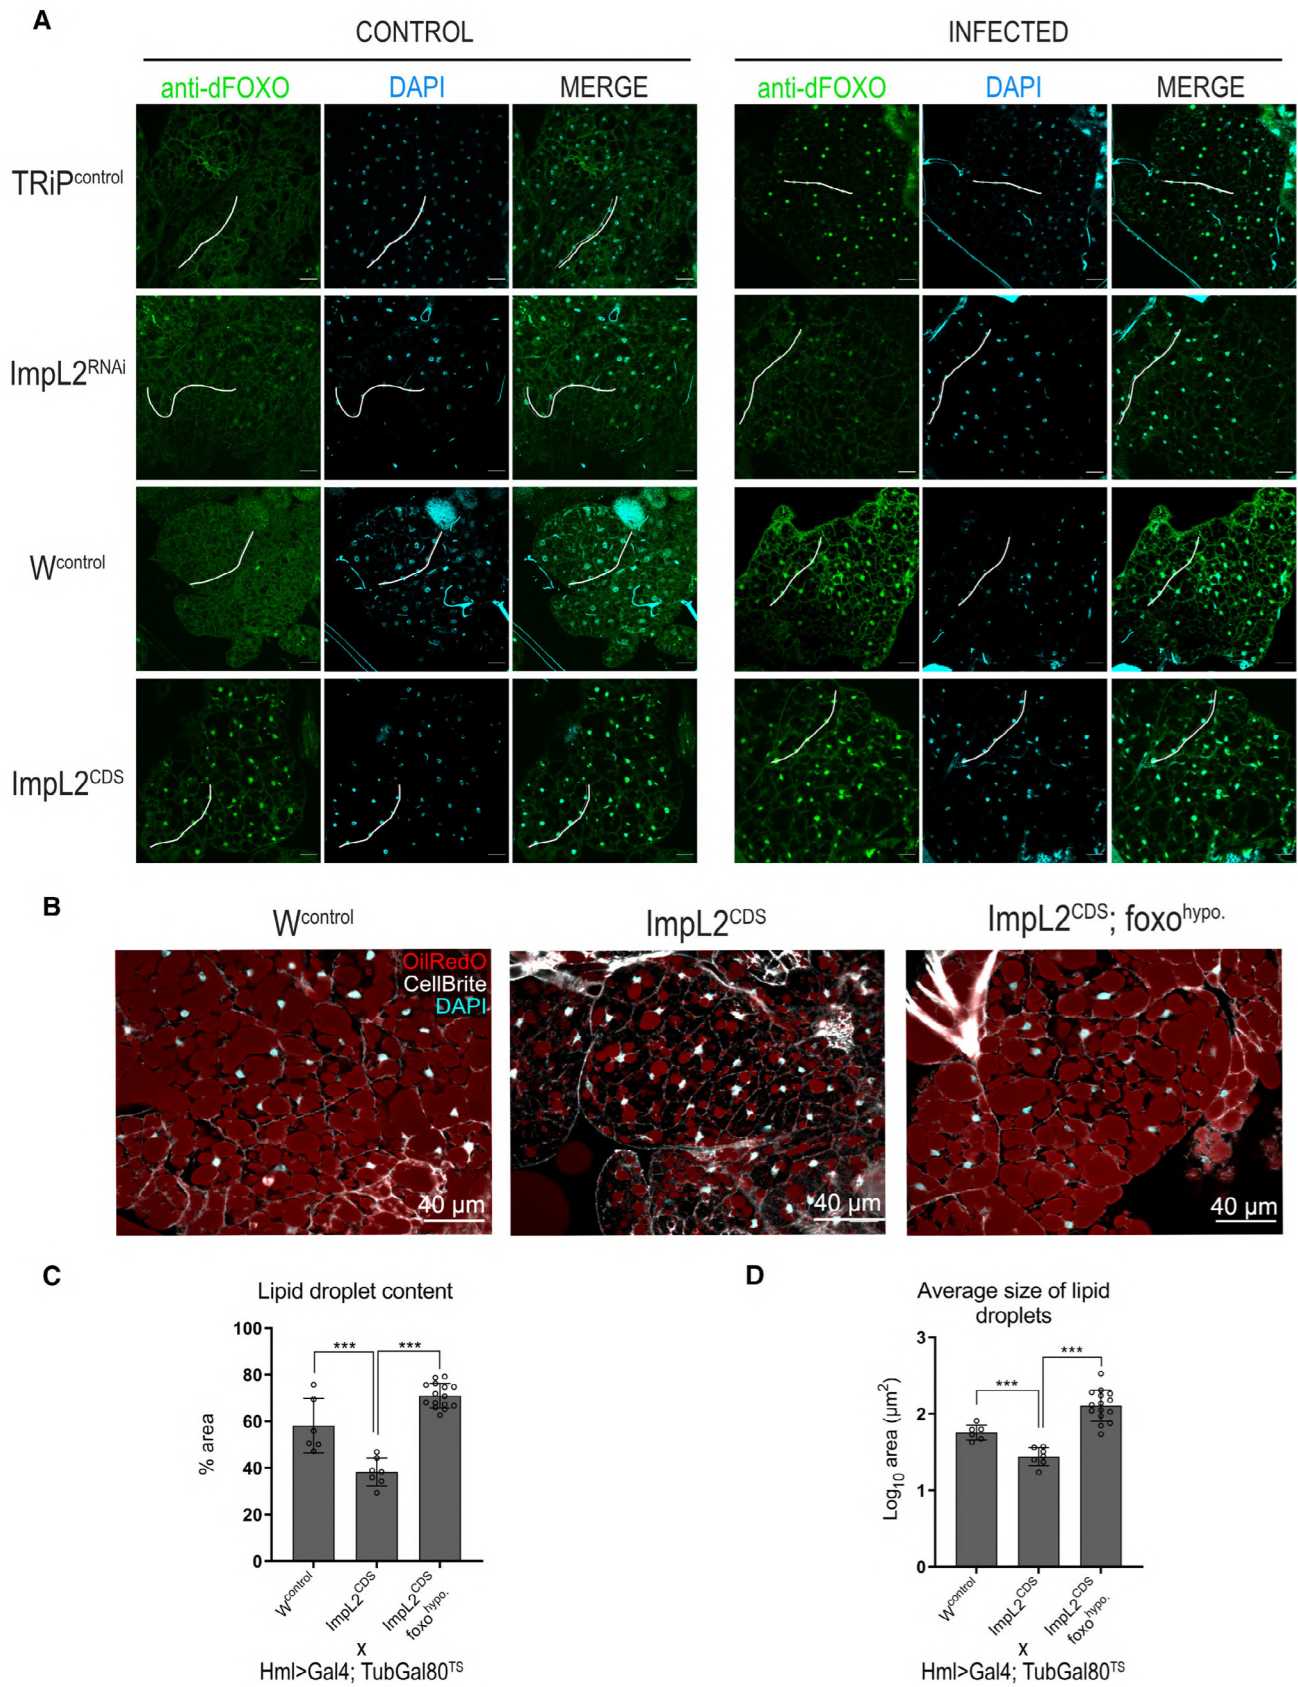 A
CONTROL
INFECTED
anti-dFOXO DAPI MERGE
anti-dFOXO DAPI MERGE
TRiPcontrol
ImpL2RNAi
Wcontrol
ImpL2CDS
B
Wcontrol
ImpL2CDS
ImpL2CDS; foxohypo.
OilRedO
CellBrite
DAPI
40 µm
40 µm
40 µm
C
Lipid droplet content
% area
100
80
60
40
20
0
***
***
Wcontrol
ImpL2CDS
ImpL2CDS
foxohypo.
X
Hml>Gal4; TubGal80TS
D
Average size of lipid
droplets
Log10 area (µm2)
3
2
1
0
***
***
Wcontrol
ImpL2CDS
ImpL2CDS
foxohypo.
X
Hml>Gal4; TubGal80TS